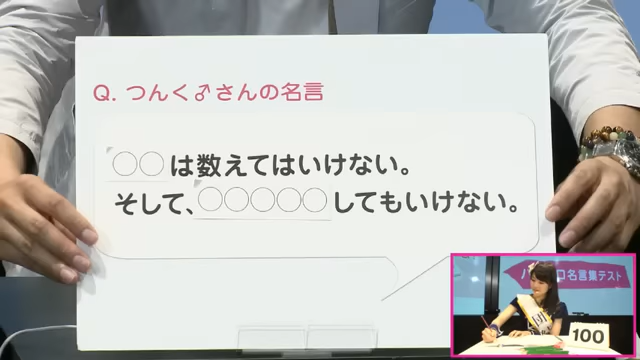 Q. つんく♂さんの名言
○○は数えてはいけない。
そして、○○○○○してもいけない。
ロ名言集テスト
100